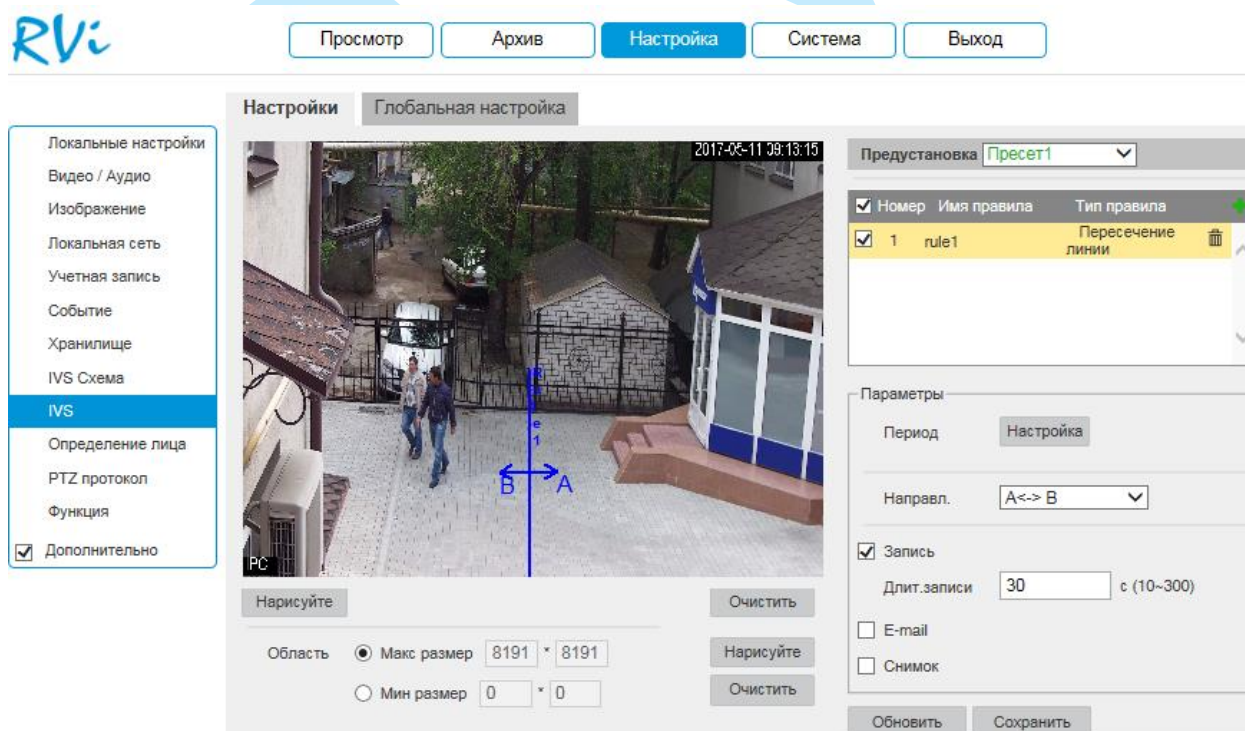 RVi
Просмотр Архив Настройка Система Выход
Настройки Глобальная настройка
Локальные настройки
Видео / Аудио
Изображение
Локальная сеть
Учетная запись
Событие
Хранилище
IVS Схема
IVS
Определение лица
PTZ протокол
Функция
Дополнительно
2017-05-11 09:13:15
Rule1
B A
PC
Нарисуйте Очистить
Область Макс размер 8191 * 8191 Нарисуйте
Мин размер 0 * 0 Очистить
Предустановка Пресет1
Номер Имя правила Тип правила
1 rule1 Пересечение линии
Параметры
Период Настройка
Направл. A<-> B
Запись
Длит.записи 30 с (10~300)
E-mail
Снимок
Обновить Сохранить